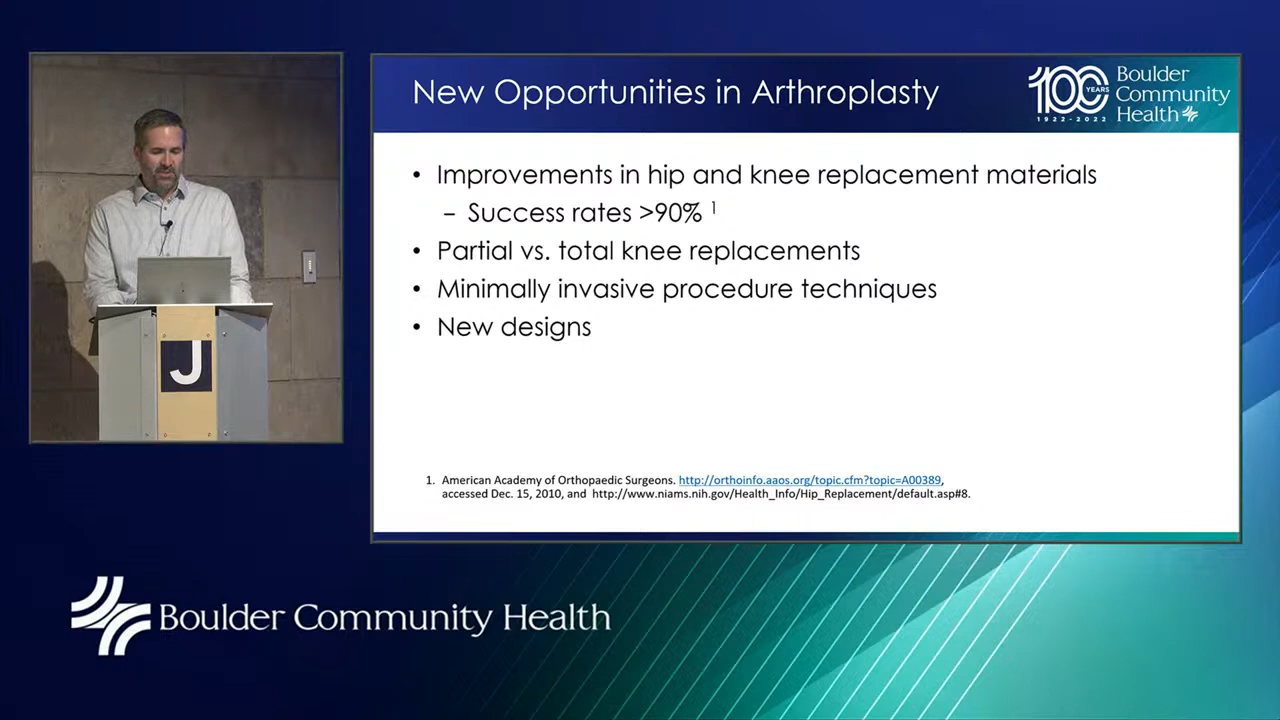 New Opportunities in Arthroplasty
100
YEARS
1922-2022
Boulder
Community
Health
• Improvements in hip and knee replacement materials
– Success rates >90% 1
• Partial vs. total knee replacements
• Minimally invasive procedure techniques
• New designs
J
1. American Academy of Orthopaedic Surgeons. http://orthoinfo.aaos.org/topic.cfm?topic=A00389,
accessed Dec. 15, 2010, and http://www.niams.nih.gov/Health_Info/Hip_Replacement/default.asp#8.
Boulder Community Health